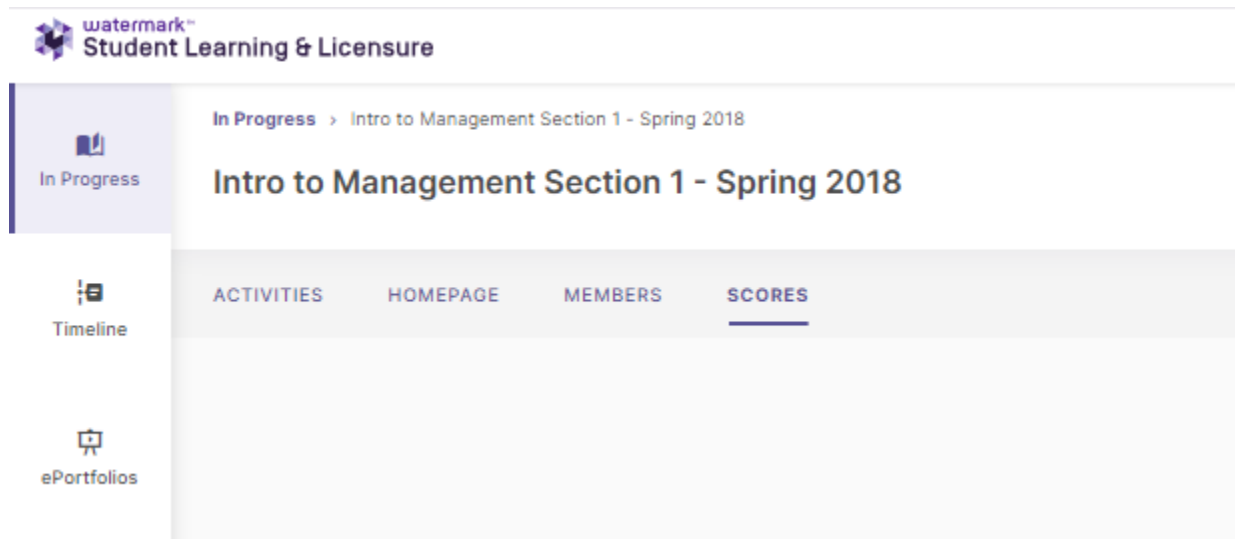 watermark™
Student Learning & Licensure
In Progress
Timeline
ePortfolios
In Progress > Intro to Management Section 1 - Spring 2018
Intro to Management Section 1 - Spring 2018
ACTIVITIES HOMEPAGE MEMBERS SCORES